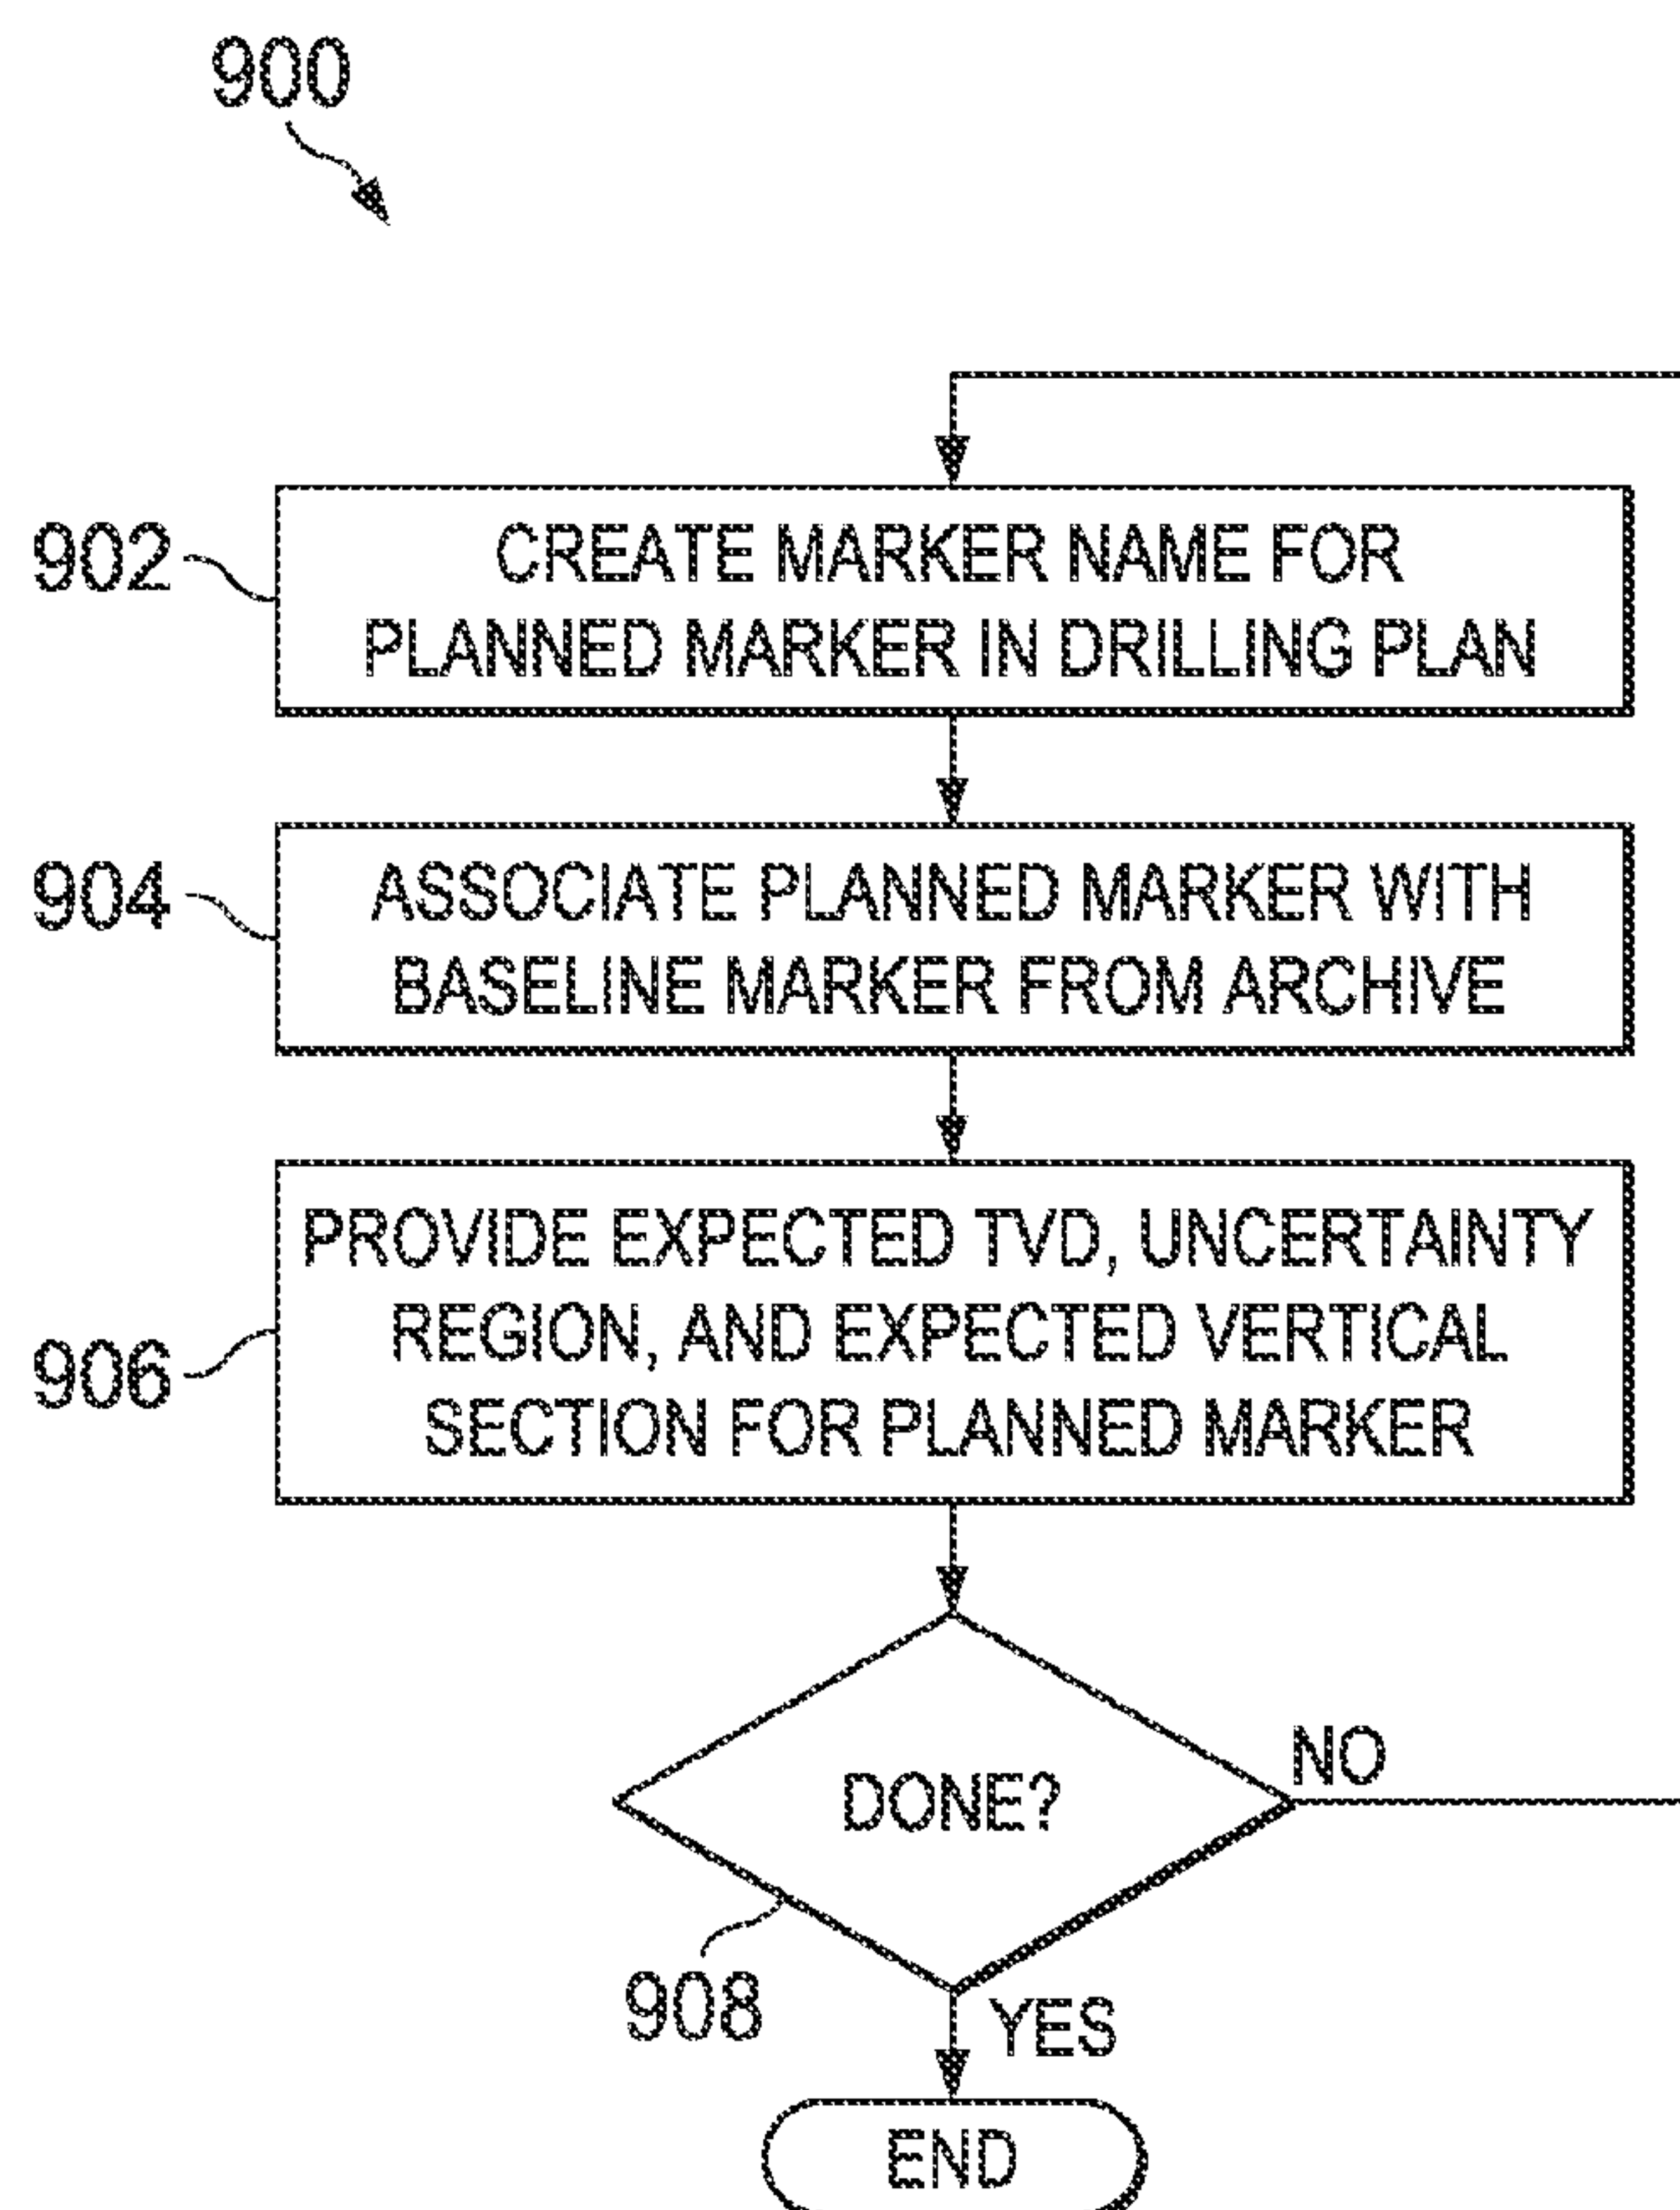 900
902
CREATE MARKER NAME FOR
PLANNED MARKER IN DRILLING PLAN
904
ASSOCIATE PLANNED MARKER WITH
BASELINE MARKER FROM ARCHIVE
906
PROVIDE EXPECTED TVD, UNCERTAINTY
REGION, AND EXPECTED VERTICAL
SECTION FOR PLANNED MARKER
DONE?
NO
908
YES
END